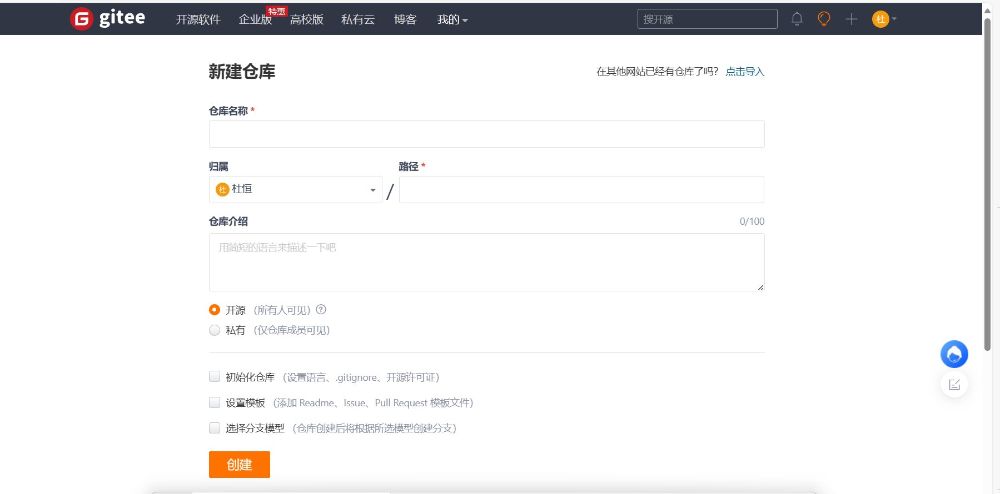 gitee 开源软件 企业版 特惠 高校版 私有云 博客 我的 搜开源 杜
新建仓库 在其他网站已经有仓库了吗？ 点击导入
仓库名称 *
归属 路径 *
杜 杜恒 /
仓库介绍 0/100
用简短的语言来描述一下吧
开源 （所有人可见） ?
私有 （仅仓库成员可见）
初始化仓库 （设置语言、.gitignore、开源许可证）
设置模板 （添加 Readme、Issue、Pull Request 模板文件）
选择分支模型 （仓库创建后将根据所选模型创建分支）
创建